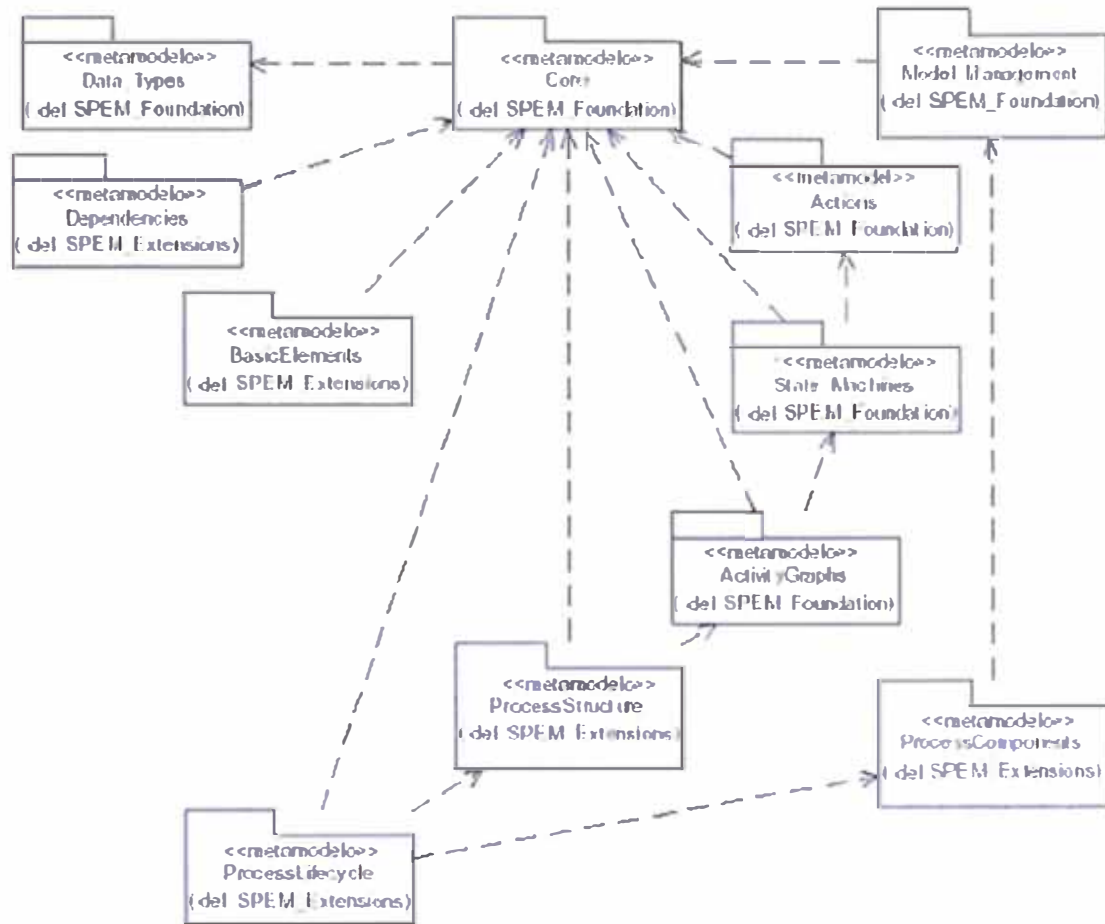 <<metamodelo>>
Data_Types
( del SPEM_Foundation)
<<metamodelo>>
Core
( del SPEM_Foundation)
<<metamodelo>>
Model_Management
( del SPEM_Foundation)
<<metamodelo>>
Dependencies
( del SPEM_Extensions)
<<metamodel>>
Actions
( del SPEM_Foundation)
<<metamodelo>>
BasicElements
( del SPEM_Extensions)
<<metamodelo>>
State_Machines
( del SPEM_Foundation)
<<metamodelo>>
ActivityGraphs
( del SPEM_Foundation)
<<metamodelo>>
ProcessStructure
( del SPEM_Extensions)
<<metamodelo>>
ProcessComponents
( del SPEM_Extensions)
<<metamodelo>>
ProcessLifecycle
( del SPEM_Extensions)